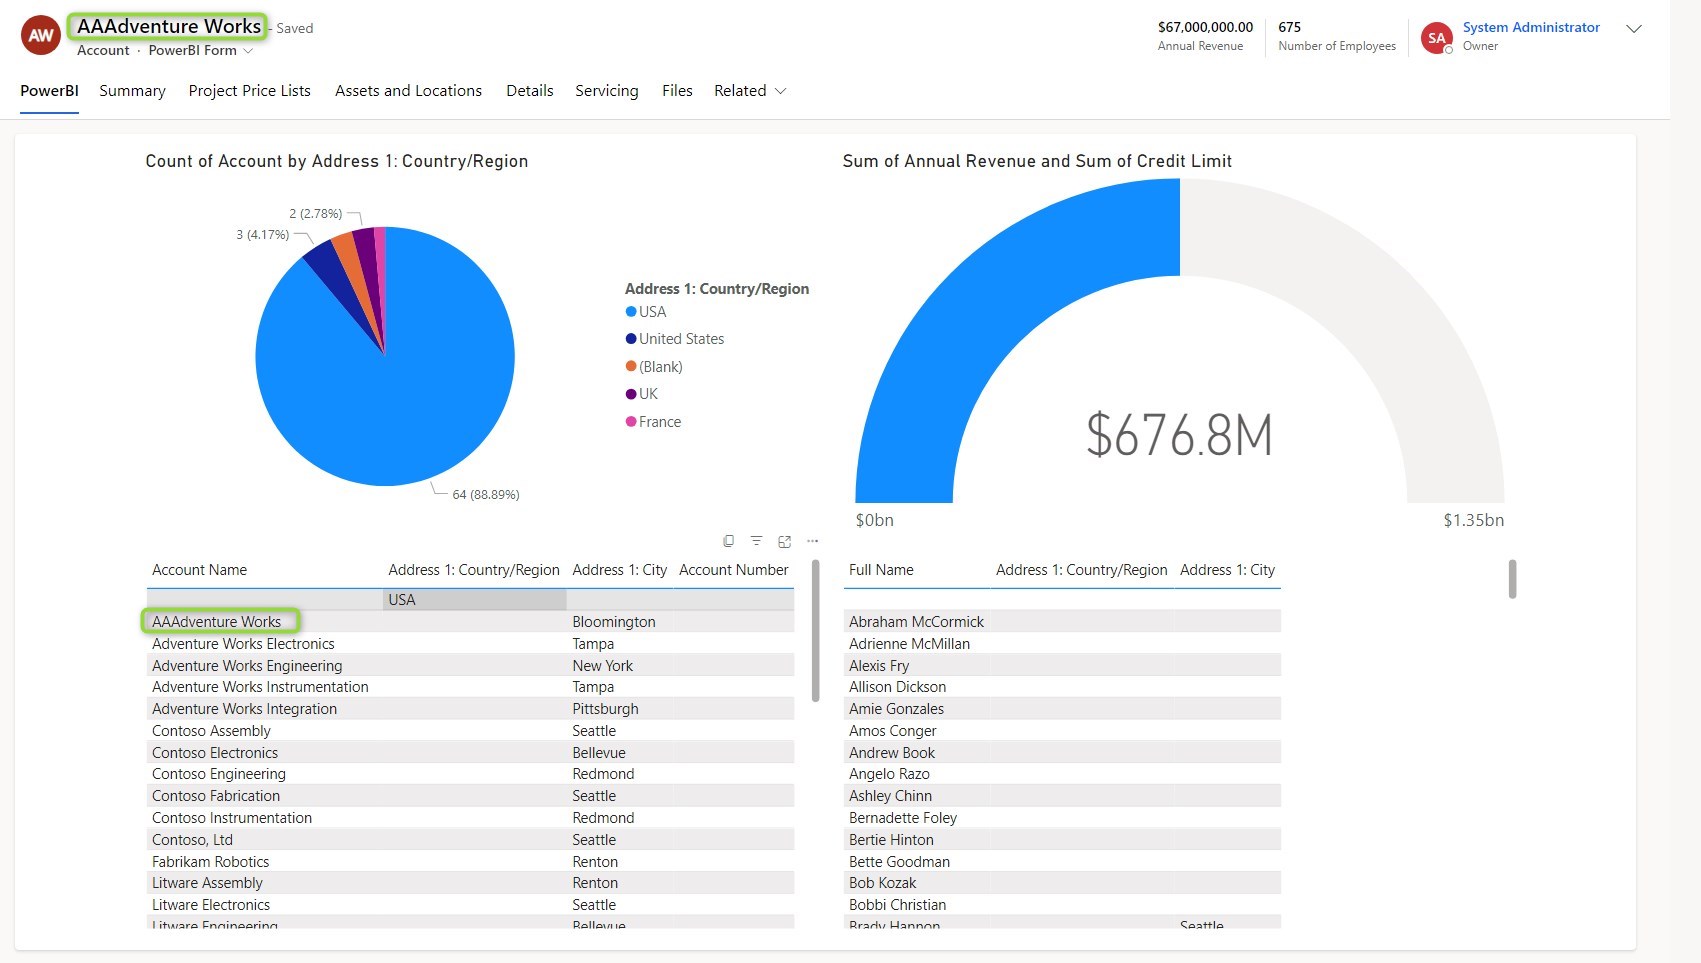 AW
AAAdventure Works - Saved
Account · PowerBI Form
$67,000,000.00
Annual Revenue
675
Number of Employees
SA
System Administrator
Owner
PowerBI Summary Project Price Lists Assets and Locations Details Servicing Files Related
Count of Account by Address 1: Country/Region
2 (2.78%)
3 (4.17%)
64 (88.89%)
Address 1: Country/Region
USA
United States
(Blank)
UK
France
Sum of Annual Revenue and Sum of Credit Limit
$676.8M
$0bn
$1.35bn
Account Name Address 1: Country/Region Address 1: City Account Number
USA
AAAdventure Works Bloomington
Adventure Works Electronics Tampa
Adventure Works Engineering New York
Adventure Works Instrumentation Tampa
Adventure Works Integration Pittsburgh
Contoso Assembly Seattle
Contoso Electronics Bellevue
Contoso Engineering Redmond
Contoso Fabrication Seattle
Contoso Instrumentation Redmond
Contoso, Ltd Seattle
Fabrikam Robotics Renton
Litware Assembly Renton
Litware Electronics Seattle
Litware Engineering Bellevue
Full Name Address 1: Country/Region Address 1: City
Abraham McCormick
Adrienne McMillan
Alexis Fry
Allison Dickson
Amie Gonzales
Amos Conger
Andrew Book
Angelo Razo
Ashley Chinn
Bernadette Foley
Bertie Hinton
Bette Goodman
Bob Kozak
Bobbi Christian
Brady Hannon Seattle